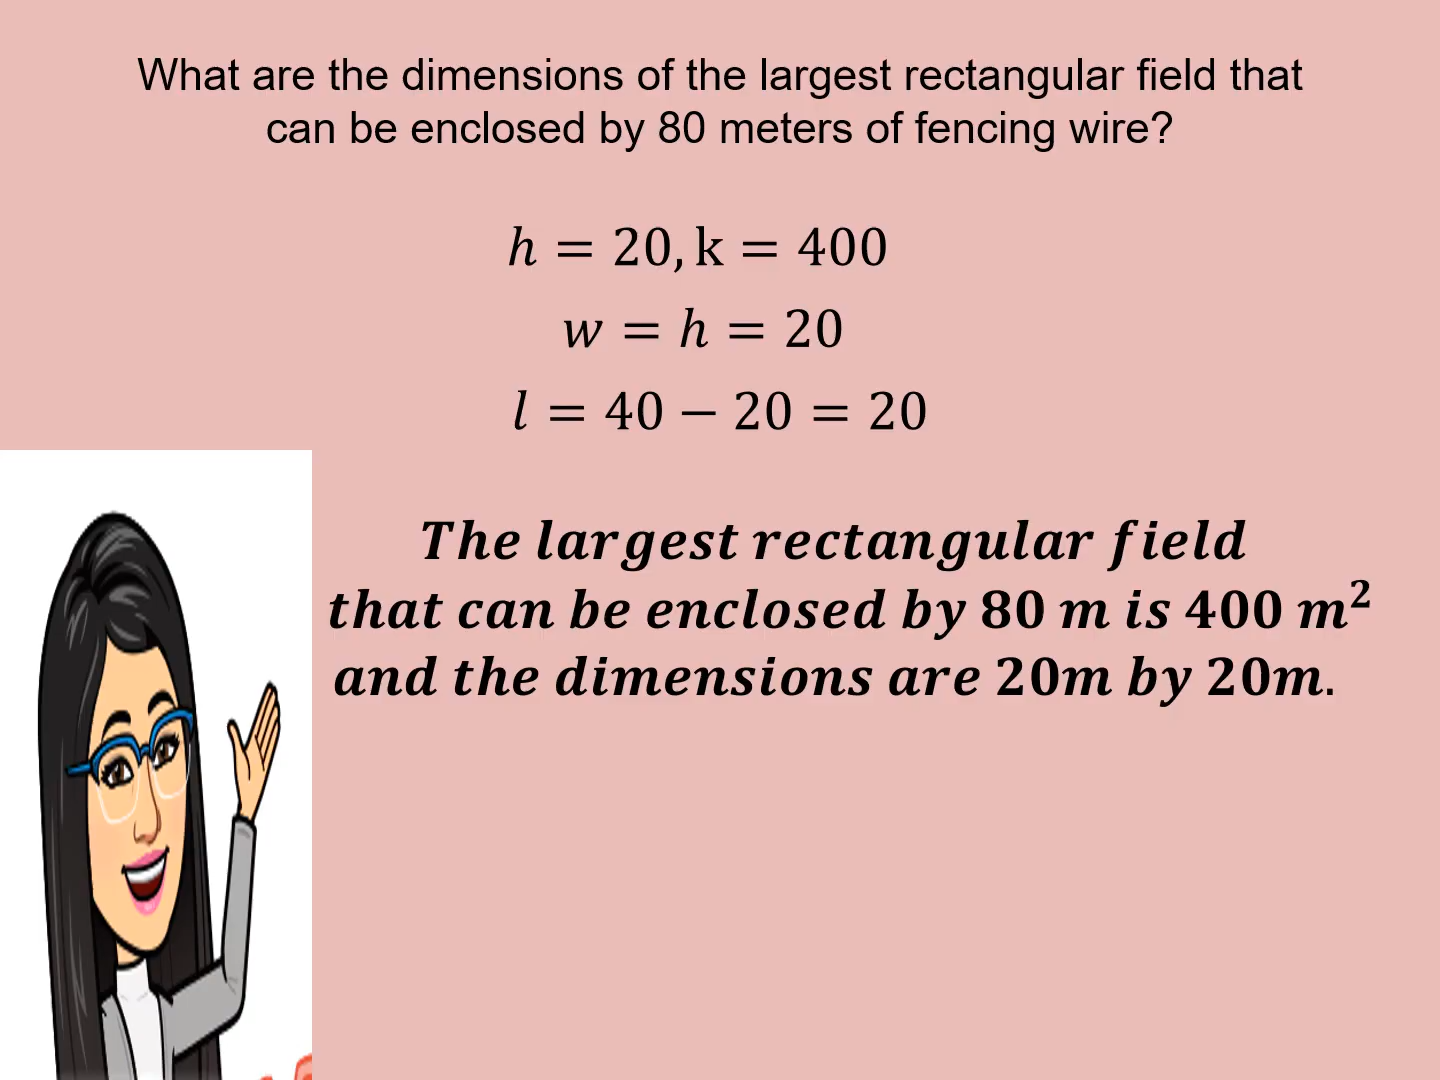 What are the dimensions of the largest rectangular field that
can be enclosed by 80 meters of fencing wire?
ℎ = 20, k = 400
𝑤 = ℎ = 20
𝑙 = 40 − 20 = 20
The largest rectangular field
that can be enclosed by 80 m is 400 m²
and the dimensions are 20m by 20m.